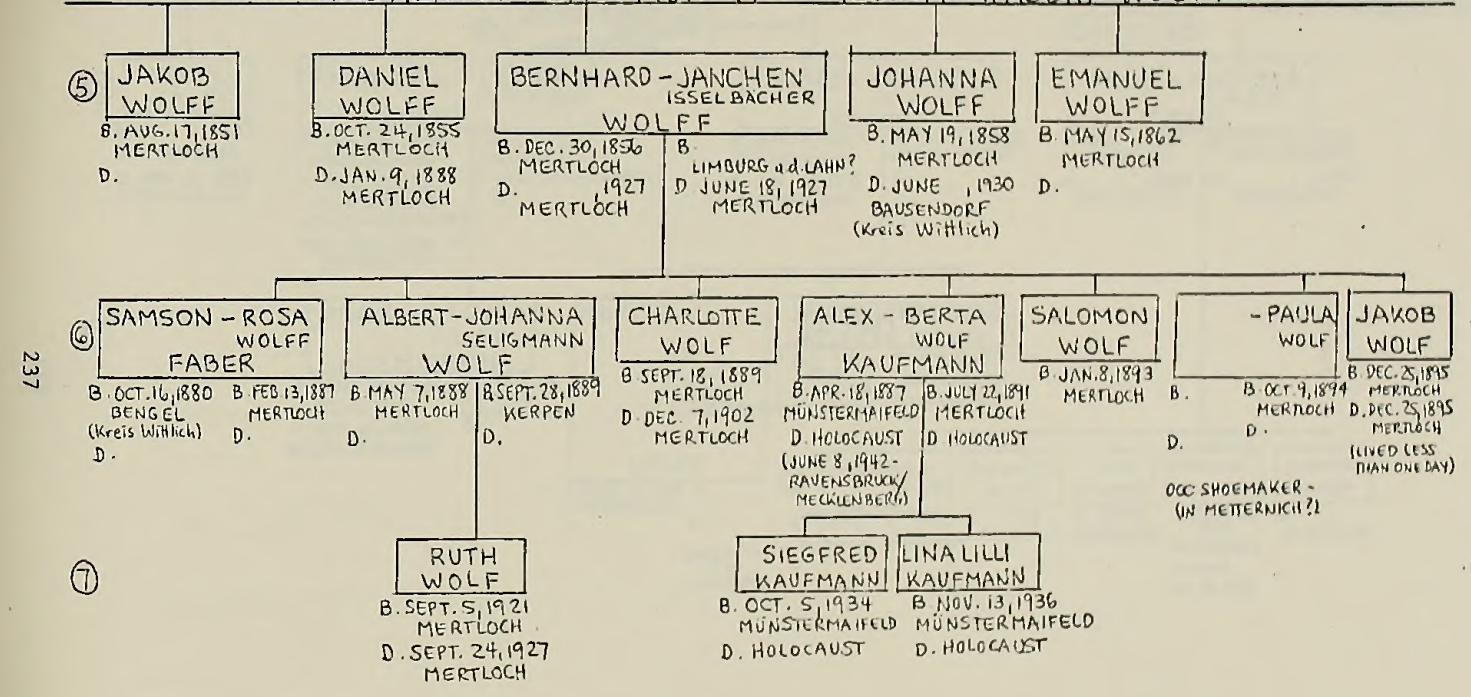 ⑤
JAKOB
WOLFF
B. AUG. 17, 1851
MERTLOCH
D.
DANIEL
WOLFF
B. OCT. 24, 1855
MERTLOCH
D. JAN. 9, 1888
MERTLOCH
BERNHARD - JANCHEN
ISSELBÄCHER
WOLFF
B. DEC. 30, 1856
MERTLOCH
D. , 1927
MERTLOCH
B
LIMBURG a.d. LAHN?
D JUNE 18, 1927
MERTLOCH
JOHANNA
WOLFF
B. MAY 19, 1858
MERTLOCH
D. JUNE , 1930
BAUSENDORF
(Kreis Wittlich)
EMANUEL
WOLFF
B. MAY 15, 1862
MERTLOCH
D.
⑥
SAMSON - ROSA
WOLFF
FABER
B. OCT. 16, 1880
BENGEL
(Kreis Wittlich)
D.
B. FEB 13, 1887
MERTLOCH
D.
ALBERT - JOHANNA
SELIGMANN
WOLF
B. MAY 7, 1888
MERTLOCH
D.
B. SEPT. 28, 1889
KERPEN
D.
CHARLOTTE
WOLF
B SEPT. 18, 1889
MERTLOCH
D. DEC. 7, 1902
MERTLOCH
ALEX - BERTA
WOLF
KAUFMANN
B. APR. 18, 1887
MÜNSTERMAIFELD
D. HOLOCAUST
(JUNE 8, 1942 -
RAVENSBRUCK/
MECKLENBERG)
B. JULY 22, 1891
MERTLOCH
D HOLOCAUST
SALOMON
WOLF
B. JAN. 8, 1893
MERTLOCH
- PAULA
WOLF
B.
D.
B. OCT. 9, 1894
MERTLOCH
D.
OCC SHOEMAKER -
(IN METTERNICH?)
JAKOB
WOLF
B. DEC. 25, 1895
MERTLOCH
D. DEC. 25, 1895
MERTLOCH
(LIVED LESS
THAN ONE DAY)
237
⑦
RUTH
WOLF
B. SEPT. 5, 1921
MERTLOCH
D. SEPT. 24, 1927
MERTLOCH
SIEGFRED
KAUFMANN
B. OCT. 5, 1934
MÜNSTERMAIFELD
D. HOLOCAUST
LINA LILLI
KAUFMANN
B NOV. 13, 1936
MÜNSTERMAIFELD
D. HOLOCAUST